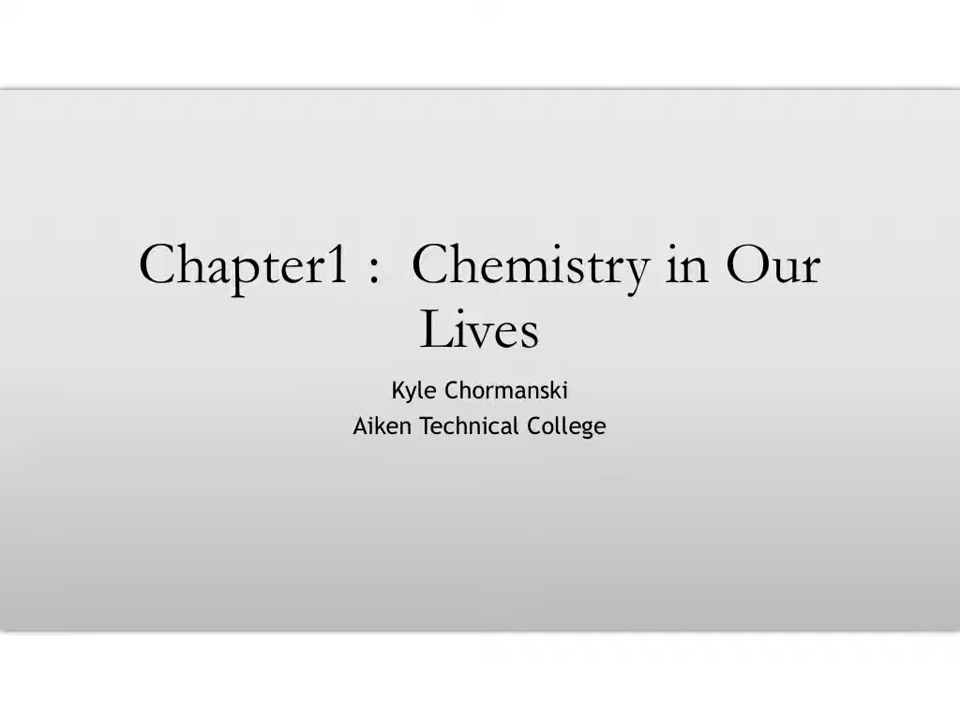 Chapter1 :  Chemistry in Our
Lives
Kyle Chormanski
Aiken Technical College